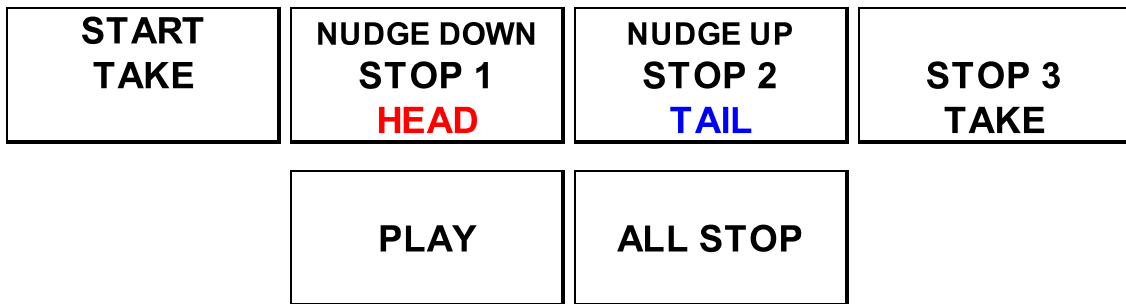 START
TAKE
NUDGE DOWN
STOP 1
HEAD
NUDGE UP
STOP 2
TAIL
STOP 3
TAKE
PLAY
ALL STOP